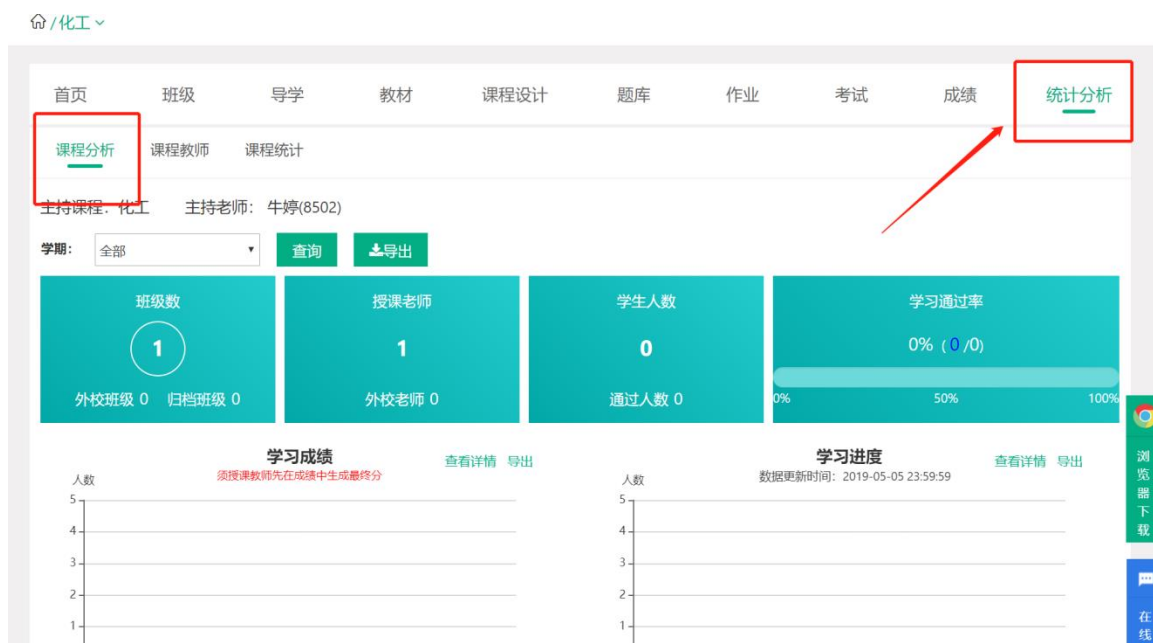 /化工
首页 班级 导学 教材 课程设计 题库 作业 考试 成绩 统计分析
课程分析 课程教师 课程统计
主持课程：化工 主持老师： 牛婷(8502)
学期： 全部 查询 导出
班级数 授课老师 学生人数 学习通过率
1 1 0 0% ( 0 /0)
外校班级 0 归档班级 0 外校老师 0 通过人数 0 0% 50% 100%
学习成绩 查看详情 导出
须授课教师先在成绩中生成最终分
人数
5
4
3
2
1
学习进度 查看详情 导出
数据更新时间：2019-05-05 23:59:59
人数
5
4
3
2
1
浏览器下载
在线